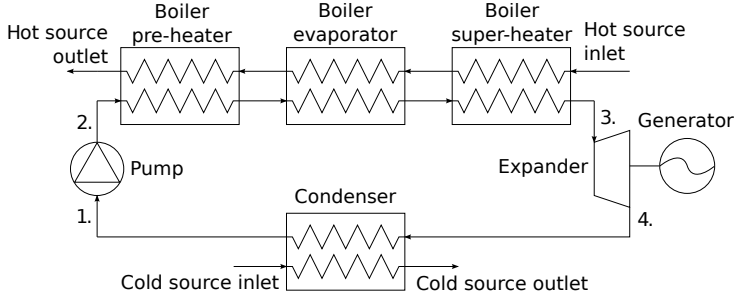 Boiler
pre-heater
Boiler
evaporator
Boiler
super-heater
Hot source
outlet
Hot source
inlet
2.
3.
Generator
Pump
Expander
Condenser
1.
4.
Cold source inlet
Cold source outlet